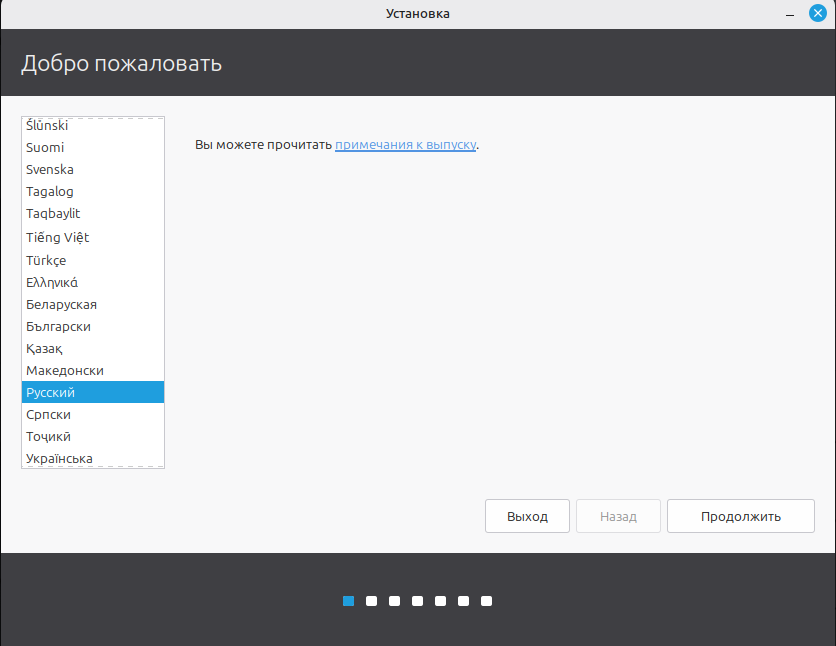 Установка
Добро пожаловать
Ślůnski
Suomi
Svenska
Tagalog
Taqbaylit
Tiếng Việt
Türkçe
Ελληνικά
Беларуская
Български
Қазақ
Македонски
Русский
Српски
Тоҷикӣ
Українська
Вы можете прочитать примечания к выпуску.
Выход
Назад
Продолжить